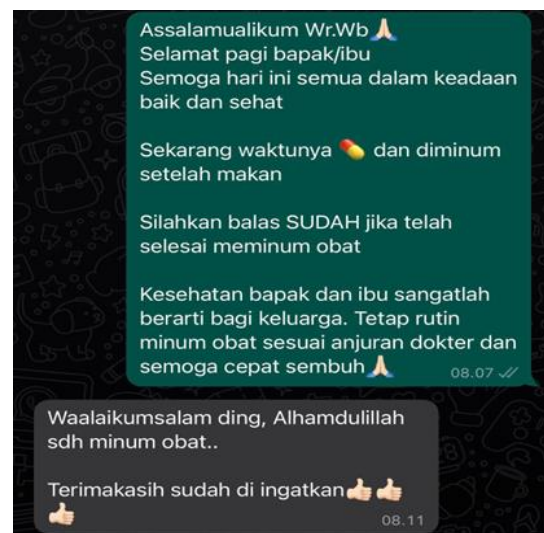 Assalamualikum Wr.Wb🙏🏻
Selamat pagi bapak/ibu
Semoga hari ini semua dalam keadaan
baik dan sehat
Sekarang waktunya 💊 dan diminum
setelah makan
Silahkan balas SUDAH jika telah
selesai meminum obat
Kesehatan bapak dan ibu sangatlah
berarti bagi keluarga. Tetap rutin
minum obat sesuai anjuran dokter dan
semoga cepat sembuh🙏🏻
08.07
Waalaikumsalam ding, Alhamdulillah
sdh minum obat..
Terimakasih sudah di ingatkan👍🏻👍🏻
👍🏻
08.11